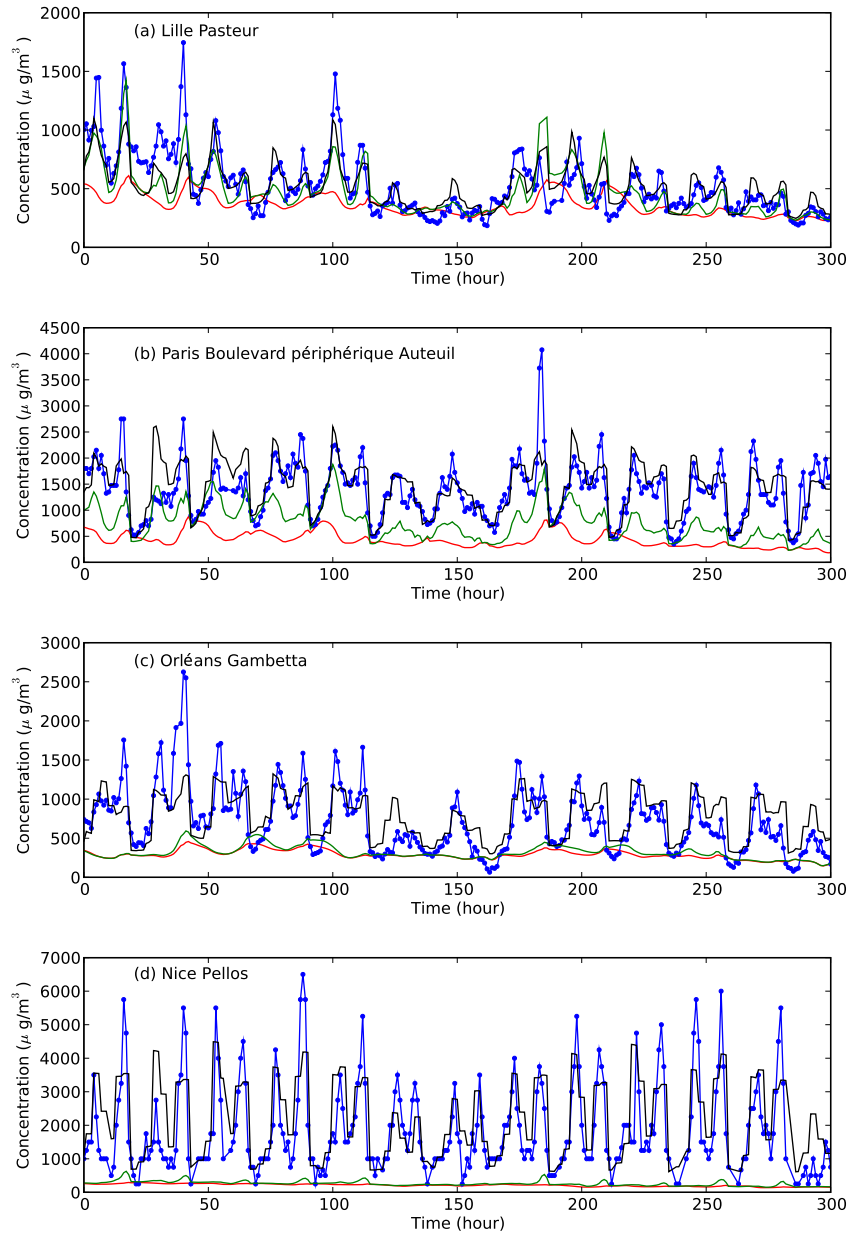 (a) Lille Pasteur
Concentration (μ g/m³ )
2000
1500
1000
500
0
0 50 100 150 200 250 300
Time (hour)
(b) Paris Boulevard périphérique Auteuil
Concentration (μ g/m³ )
4500
4000
3500
3000
2500
2000
1500
1000
500
0
0 50 100 150 200 250 300
Time (hour)
(c) Orléans Gambetta
Concentration (μ g/m³ )
3000
2500
2000
1500
1000
500
0
0 50 100 150 200 250 300
Time (hour)
(d) Nice Pellos
Concentration (μ g/m³ )
7000
6000
5000
4000
3000
2000
1000
0
0 50 100 150 200 250 300
Time (hour)